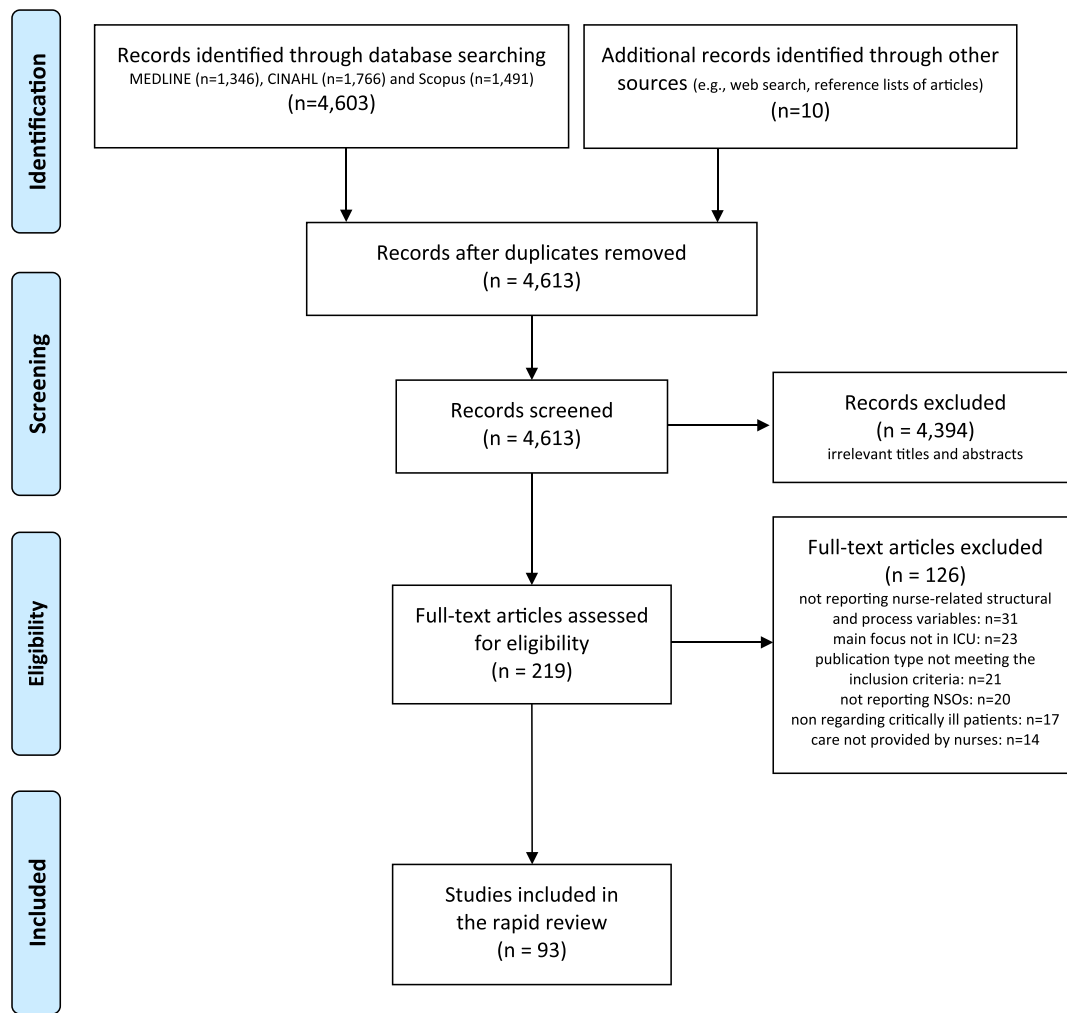 Identification
Records identified through database searching
MEDLINE (n=1,346), CINAHL (n=1,766) and Scopus (n=1,491)
(n=4,603)
Additional records identified through other
sources (e.g., web search, reference lists of articles)
(n=10)
Records after duplicates removed
(n = 4,613)
Screening
Records screened
(n = 4,613)
Records excluded
(n = 4,394)
irrelevant titles and abstracts
Eligibility
Full-text articles assessed
for eligibility
(n = 219)
Full-text articles excluded
(n = 126)
not reporting nurse-related structural
and process variables: n=31
main focus not in ICU: n=23
publication type not meeting the
inclusion criteria: n=21
not reporting NSOs: n=20
non regarding critically ill patients: n=17
care not provided by nurses: n=14
Included
Studies included in
the rapid review
(n = 93)